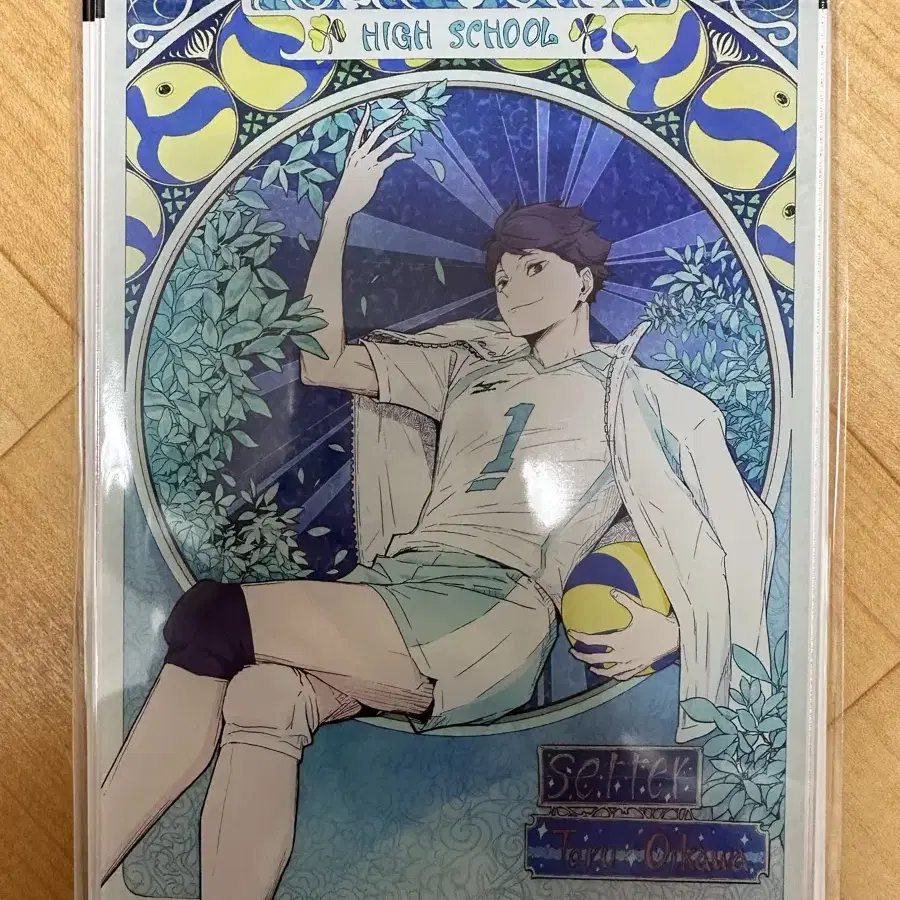 HIGH SCHOOL
1
Setter
Toru Oikawa